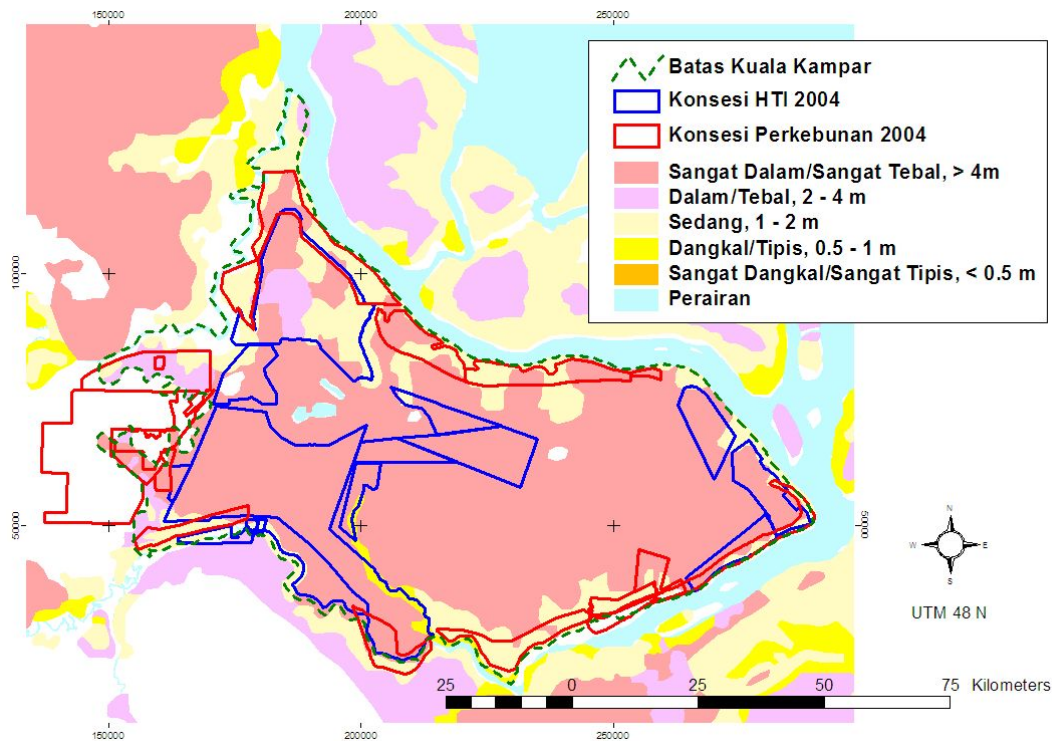 150000 200000 250000
Batas Kuala Kampar
Konsesi HTI 2004
Konsesi Perkebunan 2004
Sangat Dalam/Sangat Tebal, > 4m
Dalam/Tebal, 2 - 4 m
Sedang, 1 - 2 m
Dangkal/Tipis, 0.5 - 1 m
Sangat Dangkal/Sangat Tipis, < 0.5 m
Perairan
100000
50000 50000
N
W E
S
UTM 48 N
25 0 25 50 75 Kilometers
150000 200000 250000